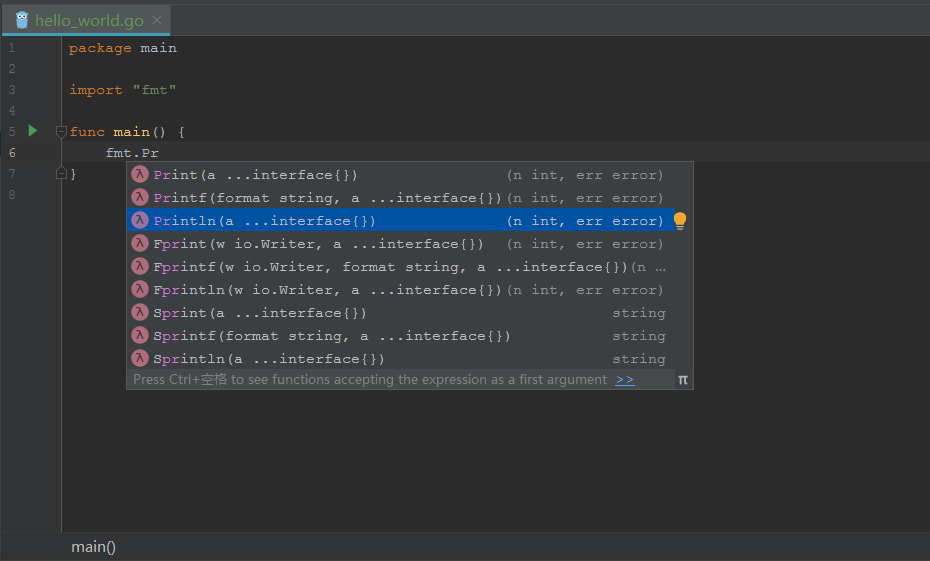 hello_world.go
1 package main
2
3 import "fmt"
4
5 func main() {
6 fmt.Pr
7 }
8
λ Print(a ...interface{}) (n int, err error)
λ Printf(format string, a ...interface{}) (n int, err error)
λ Println(a ...interface{}) (n int, err error)
λ Fprint(w io.Writer, a ...interface{}) (n int, err error)
λ Fprintf(w io.Writer, format string, a ...interface{}) (n ...
λ Fprintln(w io.Writer, a ...interface{}) (n int, err error)
λ Sprint(a ...interface{}) string
λ Sprintf(format string, a ...interface{}) string
λ Sprintln(a ...interface{}) string
Press Ctrl+空格 to see functions accepting the expression as a first argument >> π
main()